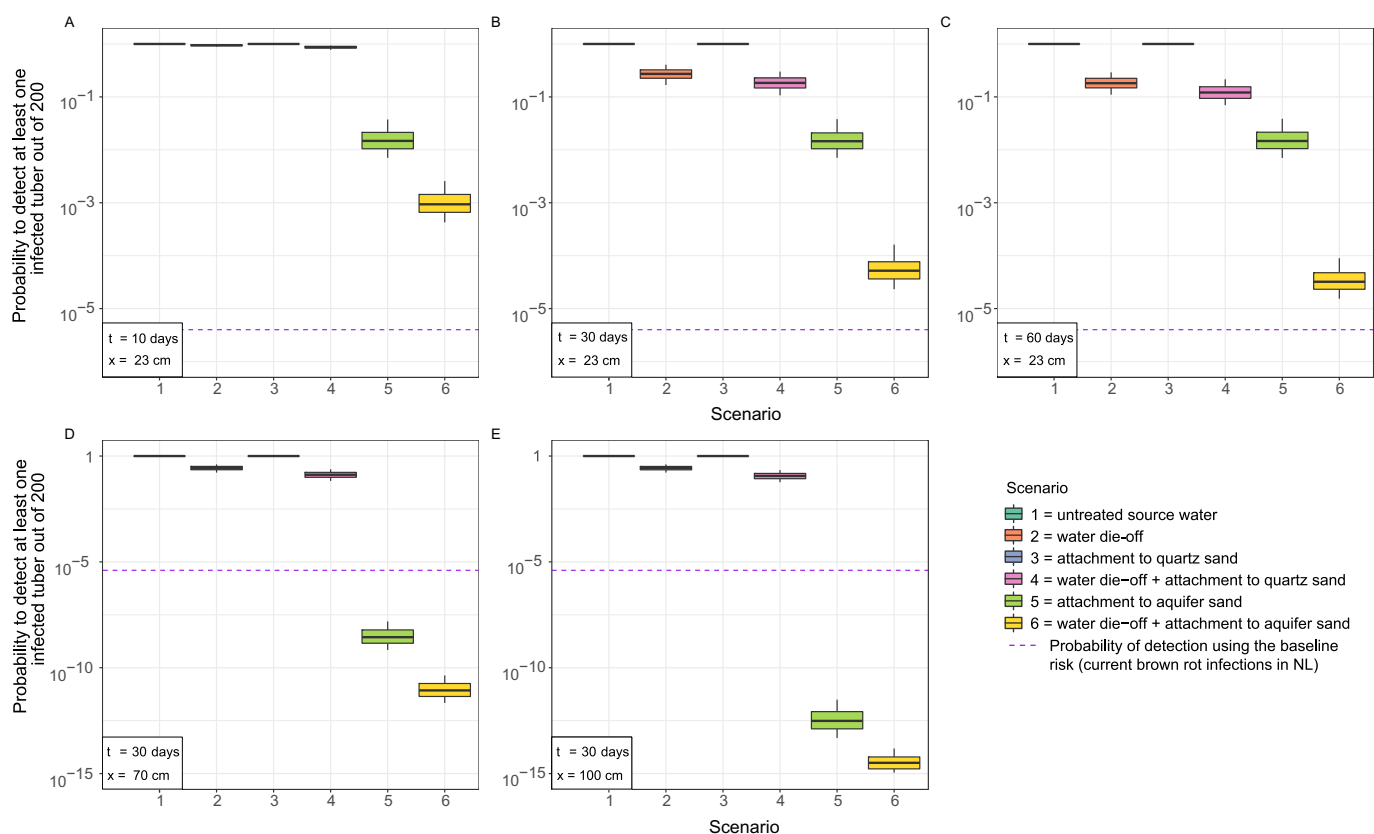 A
B
C
Probability to detect at least one
infected tuber out of 200
10−1
10−3
10−5
t = 10 days
x = 23 cm
1 2 3 4 5 6
10−1
10−3
10−5
t = 30 days
x = 23 cm
1 2 3 4 5 6
Scenario
10−1
10−3
10−5
t = 60 days
x = 23 cm
1 2 3 4 5 6
D
E
Probability to detect at least one
infected tuber out of 200
1
10−5
10−10
10−15
t = 30 days
x = 70 cm
1 2 3 4 5 6
1
10−5
10−10
10−15
t = 30 days
x = 100 cm
1 2 3 4 5 6
Scenario
Scenario
1 = untreated source water
2 = water die−off
3 = attachment to quartz sand
4 = water die−off + attachment to quartz sand
5 = attachment to aquifer sand
6 = water die−off + attachment to aquifer sand
Probability of detection using the baseline
risk (current brown rot infections in NL)